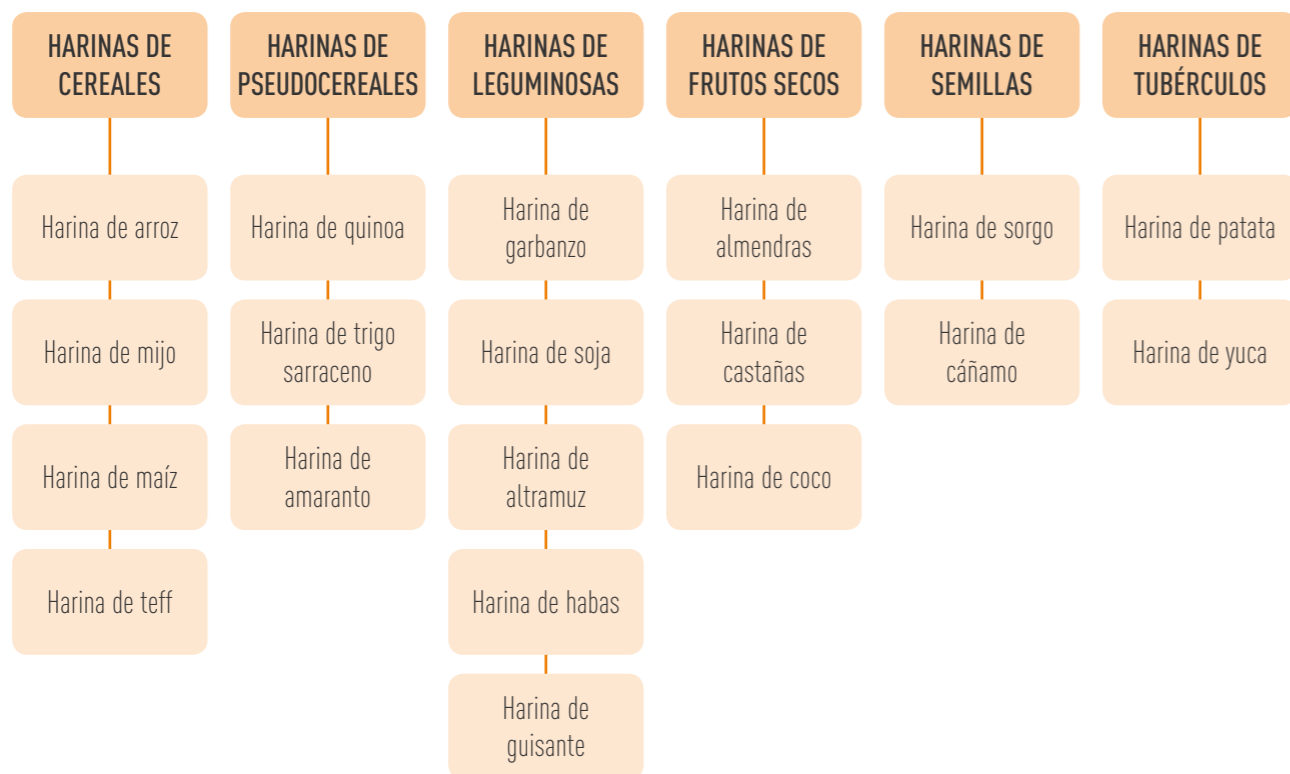 HARINAS DE
CEREALES
Harina de arroz
Harina de mijo
Harina de maíz
Harina de teff
HARINAS DE
PSEUDOCEREALES
Harina de quinoa
Harina de trigo
sarraceno
Harina de
amaranto
HARINAS DE
LEGUMINOSAS
Harina de
garbanzo
Harina de soja
Harina de
altramuz
Harina de habas
Harina de
guisante
HARINAS DE
FRUTOS SECOS
Harina de
almendras
Harina de
castañas
Harina de coco
HARINAS DE
SEMILLAS
Harina de sorgo
Harina de
cáñamo
HARINAS DE
TUBÉRCULOS
Harina de patata
Harina de yuca